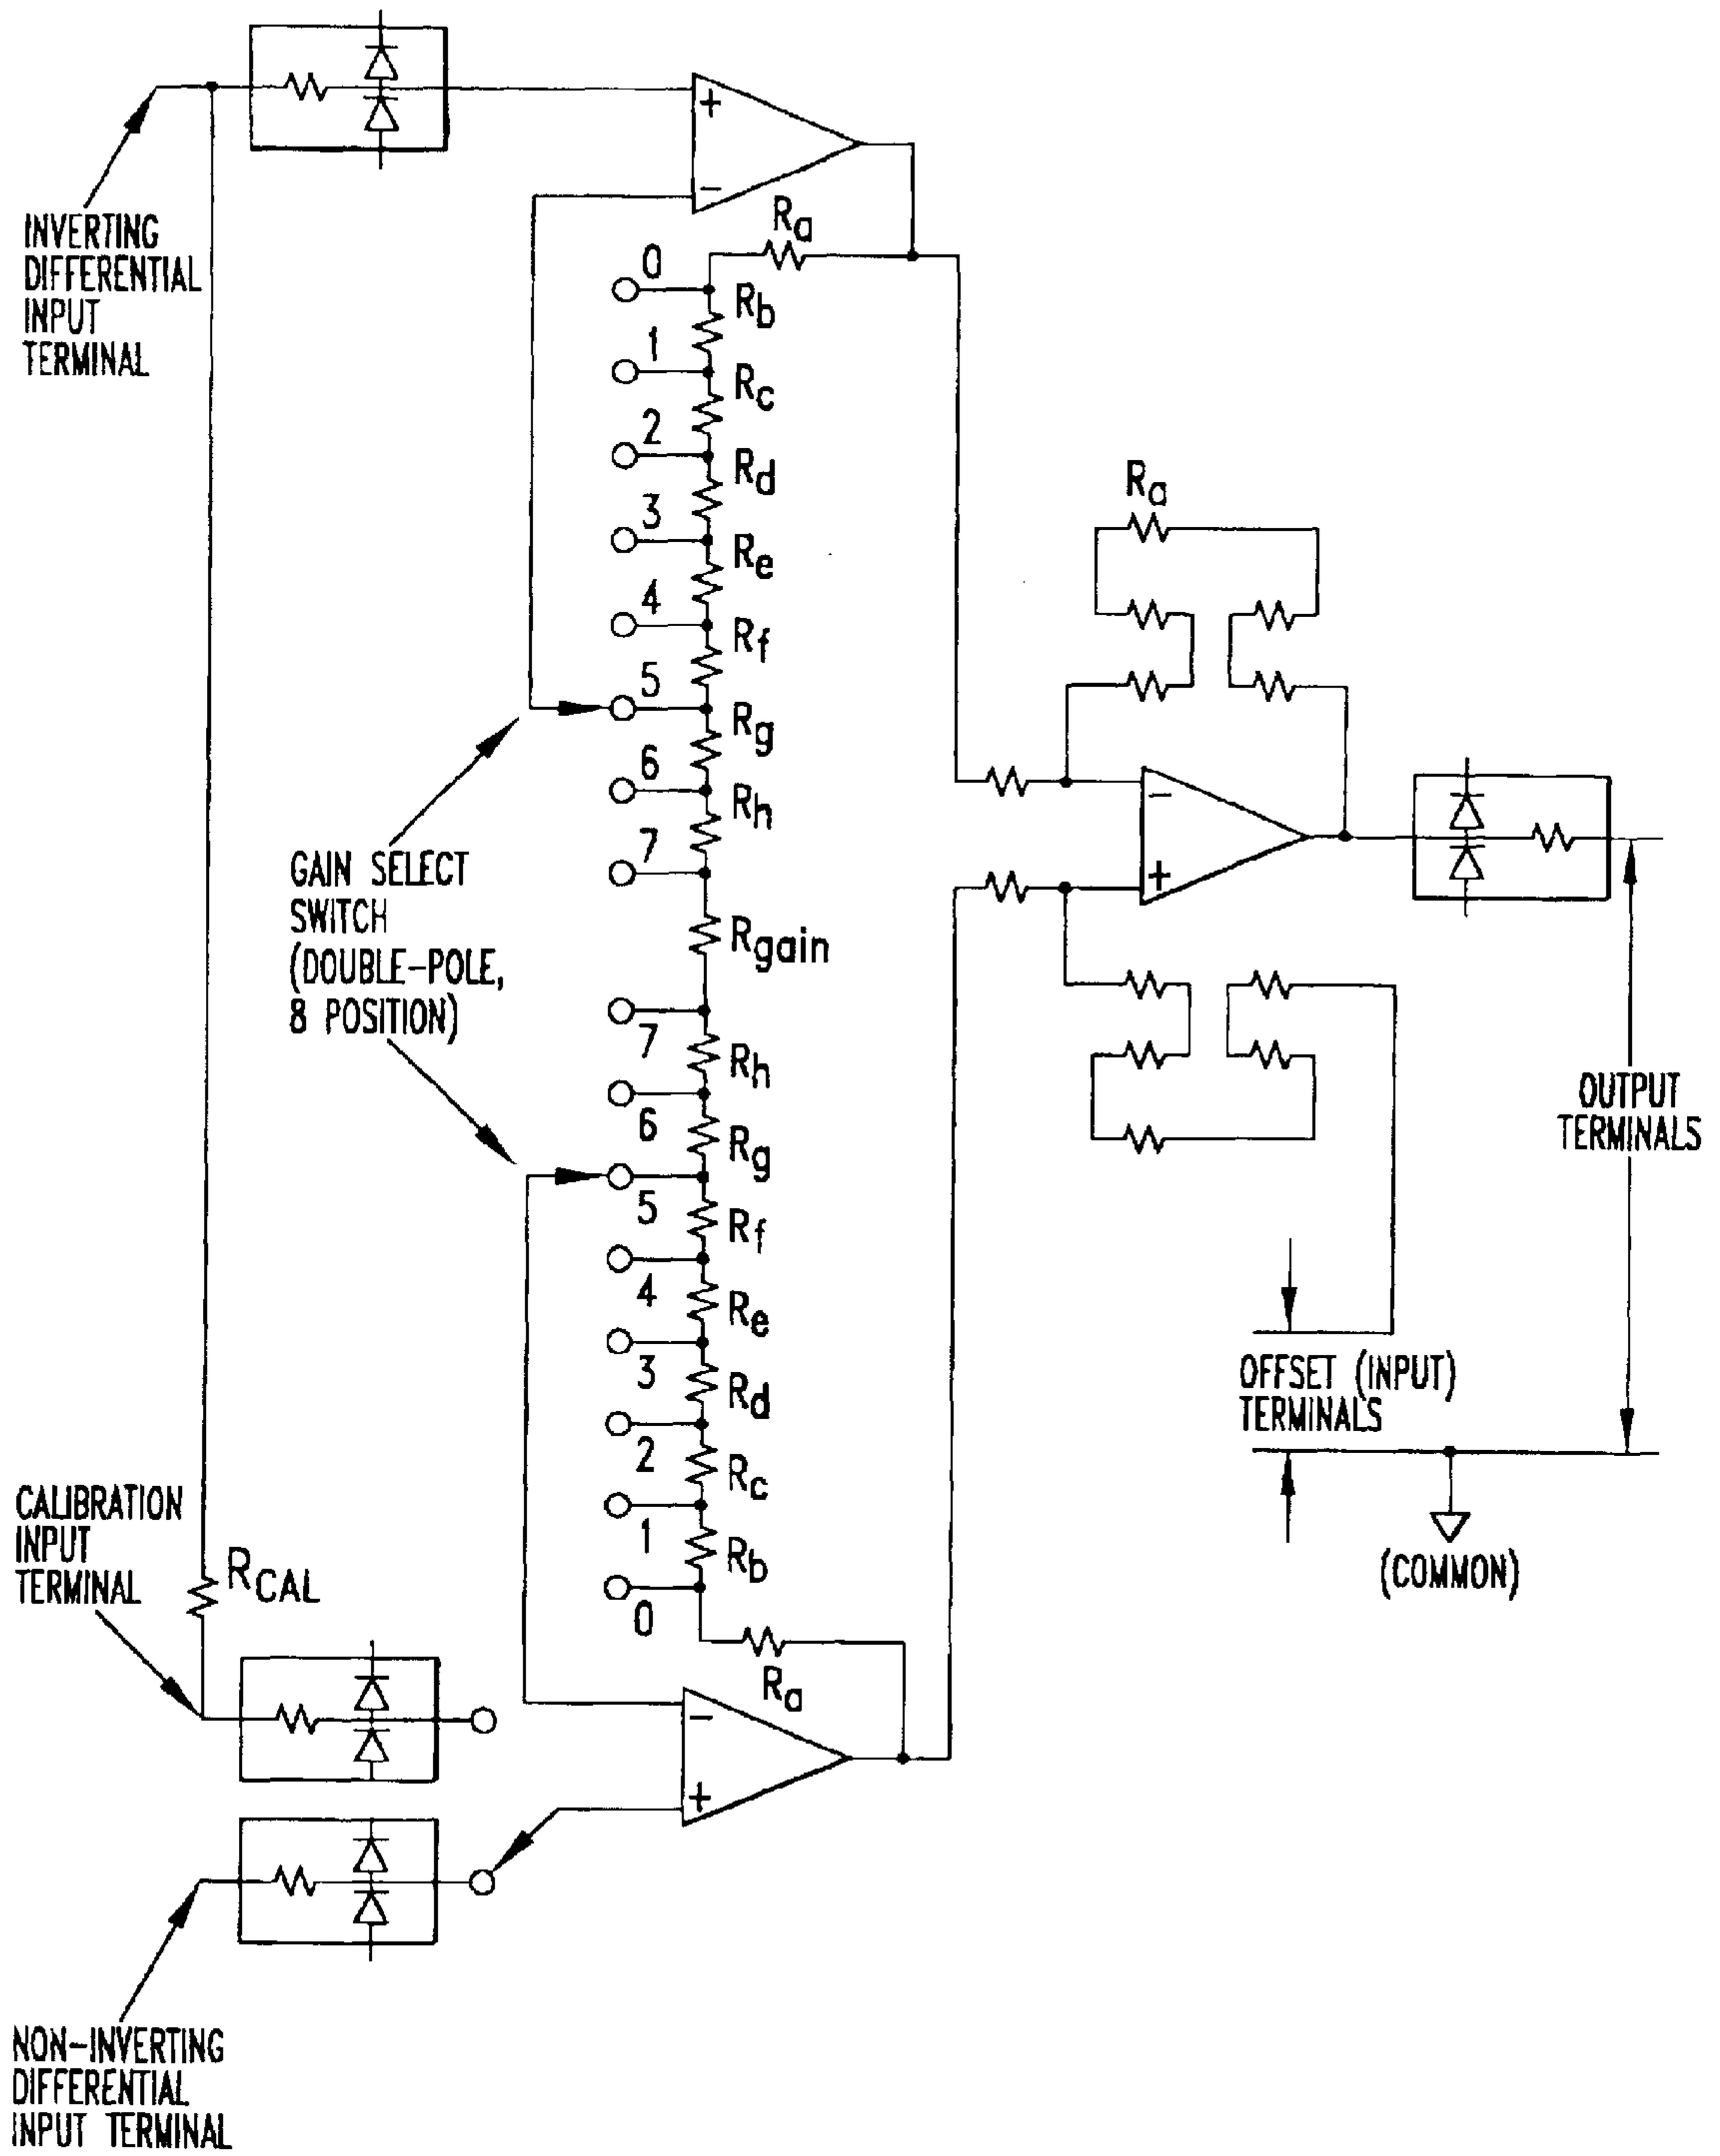 INVERTING
DIFFERENTIAL
INPUT
TERMINAL
+
−
Ra
0
Rb
1
Rc
2
Rd
3
Re
4
Rf
5
Rg
6
Rh
7
Rgain
7
Rh
6
Rg
5
Rf
4
Re
3
Rd
2
Rc
1
Rb
0
Ra
−
+
GAIN SELECT
SWITCH
(DOUBLE-POLE,
8 POSITION)
Ra
−
+
OUTPUT
TERMINALS
OFFSET (INPUT)
TERMINALS
(COMMON)
CALIBRATION
INPUT
TERMINAL
RCAL
NON-INVERTING
DIFFERENTIAL
INPUT TERMINAL